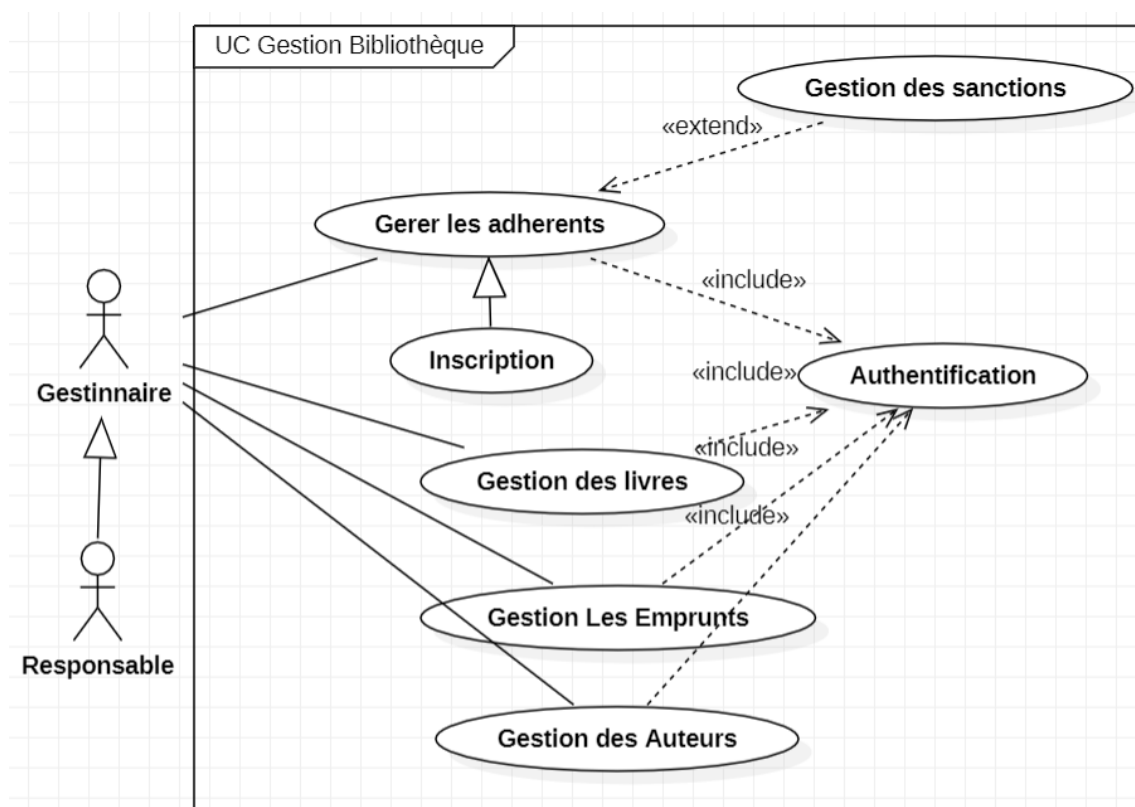 UC Gestion Bibliothèque
Gestion des sanctions
«extend»
Gerer les adherents
«include»
Inscription
«include»
Authentification
Gestinnaire
«include»
Gestion des livres
«include»
Gestion Les Emprunts
Responsable
Gestion des Auteurs